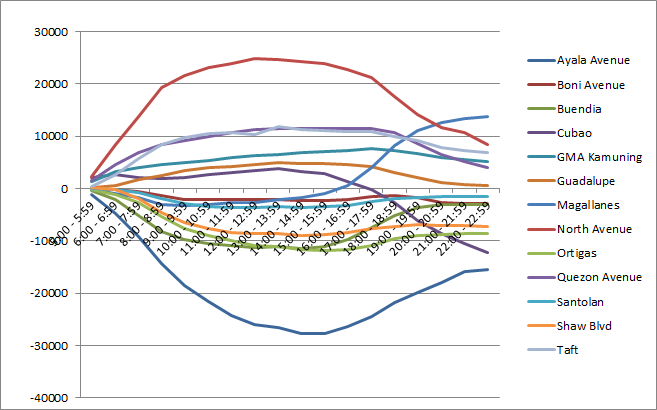 30000
20000
10000
0
-10000
-20000
-30000
-40000
5:00 - 5:59
6:00 - 6:59
7:00 - 7:59
8:00 - 8:59
9:00 - 9:59
10:00 - 10:59
11:00 - 11:59
12:00 - 12:59
13:00 - 13:59
14:00 - 14:59
15:00 - 15:59
16:00 - 16:59
17:00 - 17:59
18:00 - 18:59
19:00 - 19:59
20:00 - 20:59
21:00 - 21:59
22:00 - 22:59
Ayala Avenue
Boni Avenue
Buendia
Cubao
GMA Kamuning
Guadalupe
Magallanes
North Avenue
Ortigas
Quezon Avenue
Santolan
Shaw Blvd
Taft